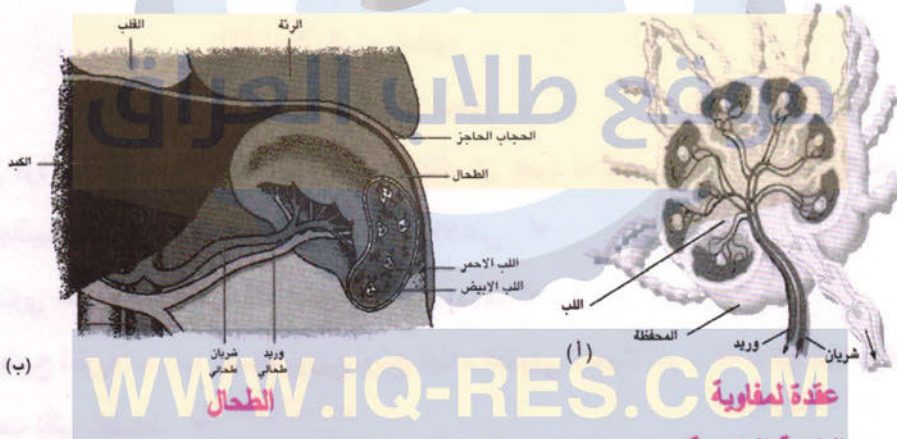 القلب
الرئة
موقع طلاب العراق
الحجاب الحاجز
الطحال
الكبد
اللب الاحمر
اللب الابيض
شريان طحالي
وريد طحالي
(ب)
الطحال
اللب
المحفظة
وريد
شريان
(أ)
عقدة لمفاوية
WWW.iQ-RES.COM